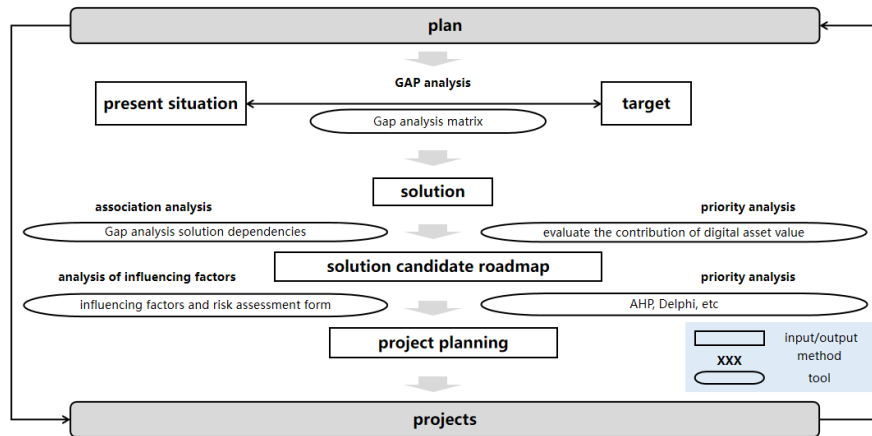 plan
GAP analysis
present situation
target
Gap analysis matrix
solution
association analysis
priority analysis
Gap analysis solution dependencies
evaluate the contribution of digital asset value
solution candidate roadmap
analysis of influencing factors
priority analysis
influencing factors and risk assessment form
AHP, Delphi, etc
project planning
input/output
XXX
method
tool
projects